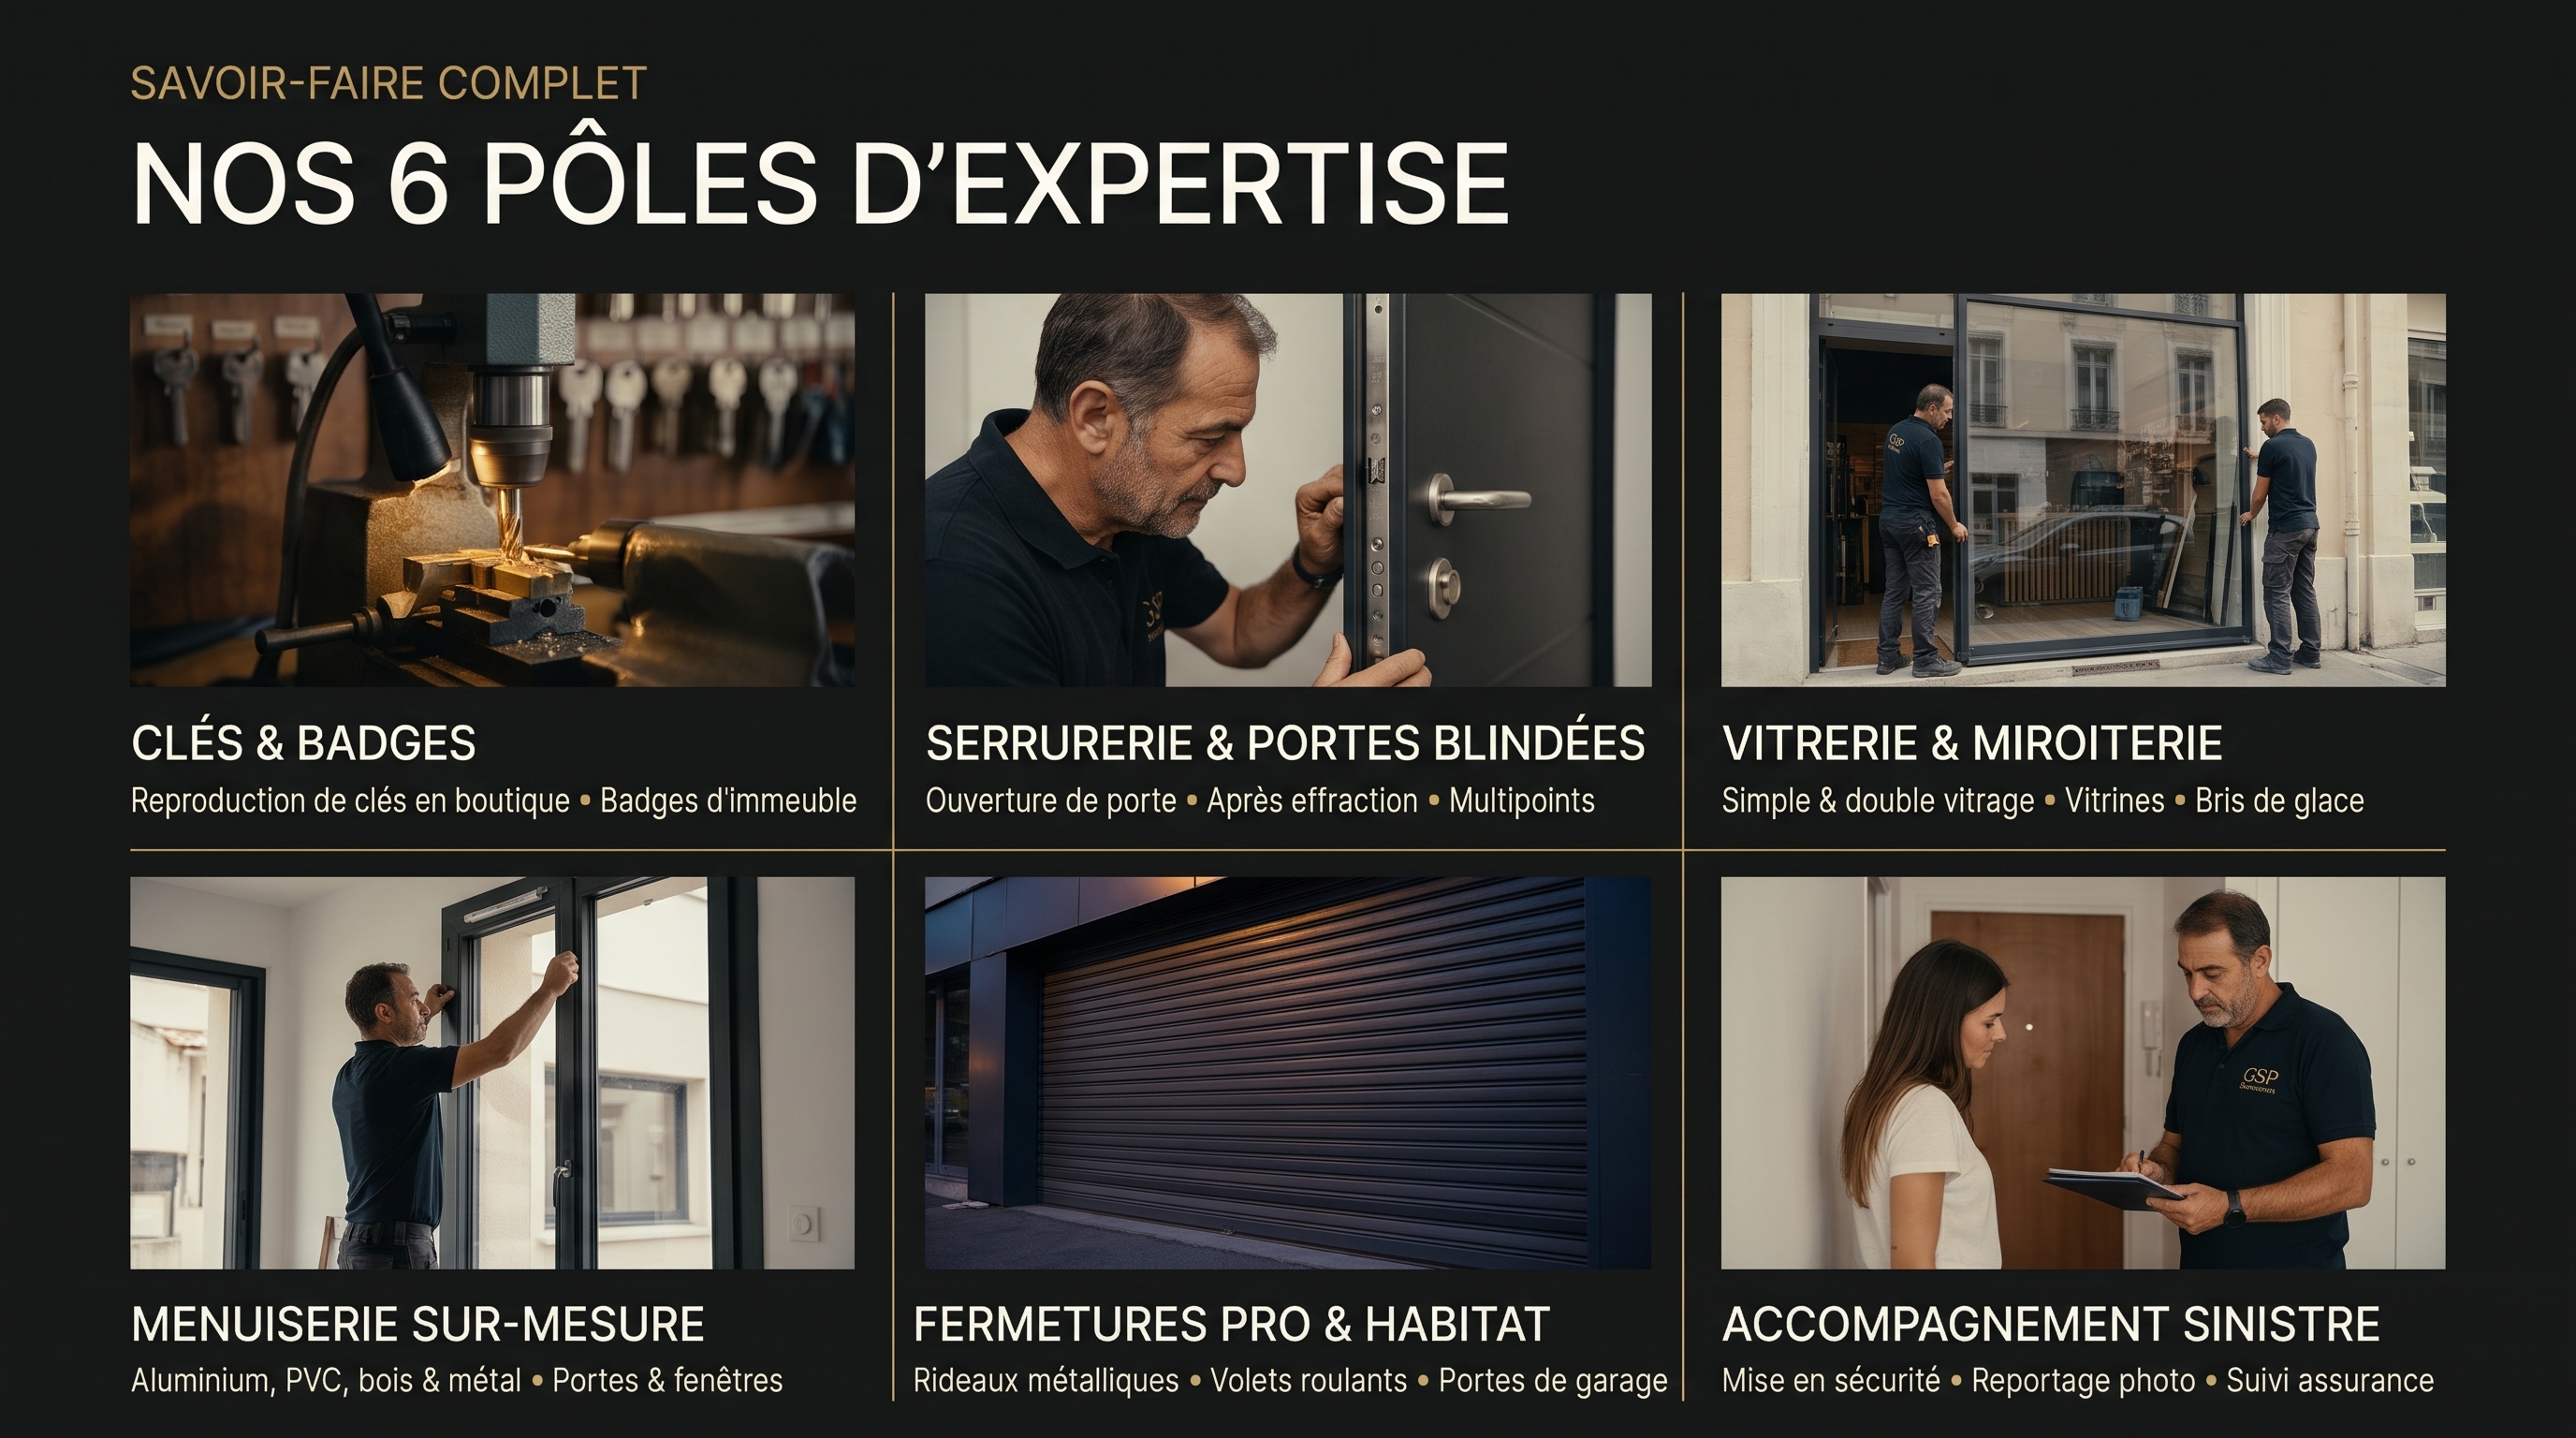 SAVOIR-FAIRE COMPLET
NOS 6 PÔLES D’EXPERTISE
CLÉS & BADGES
Reproduction de clés en boutique • Badges d'immeuble
SERRURERIE & PORTES BLINDÉES
Ouverture de porte • Après effraction • Multipoints
VITRERIE & MIROITERIE
Simple & double vitrage • Vitrines • Bris de glace
MENUISERIE SUR-MESURE
Aluminium, PVC, bois & métal • Portes & fenêtres
FERMETURES PRO & HABITAT
Rideaux métalliques • Volets roulants • Portes de garage
GSP
ACCOMPAGNEMENT SINISTRE
Mise en sécurité • Reportage photo • Suivi assurance